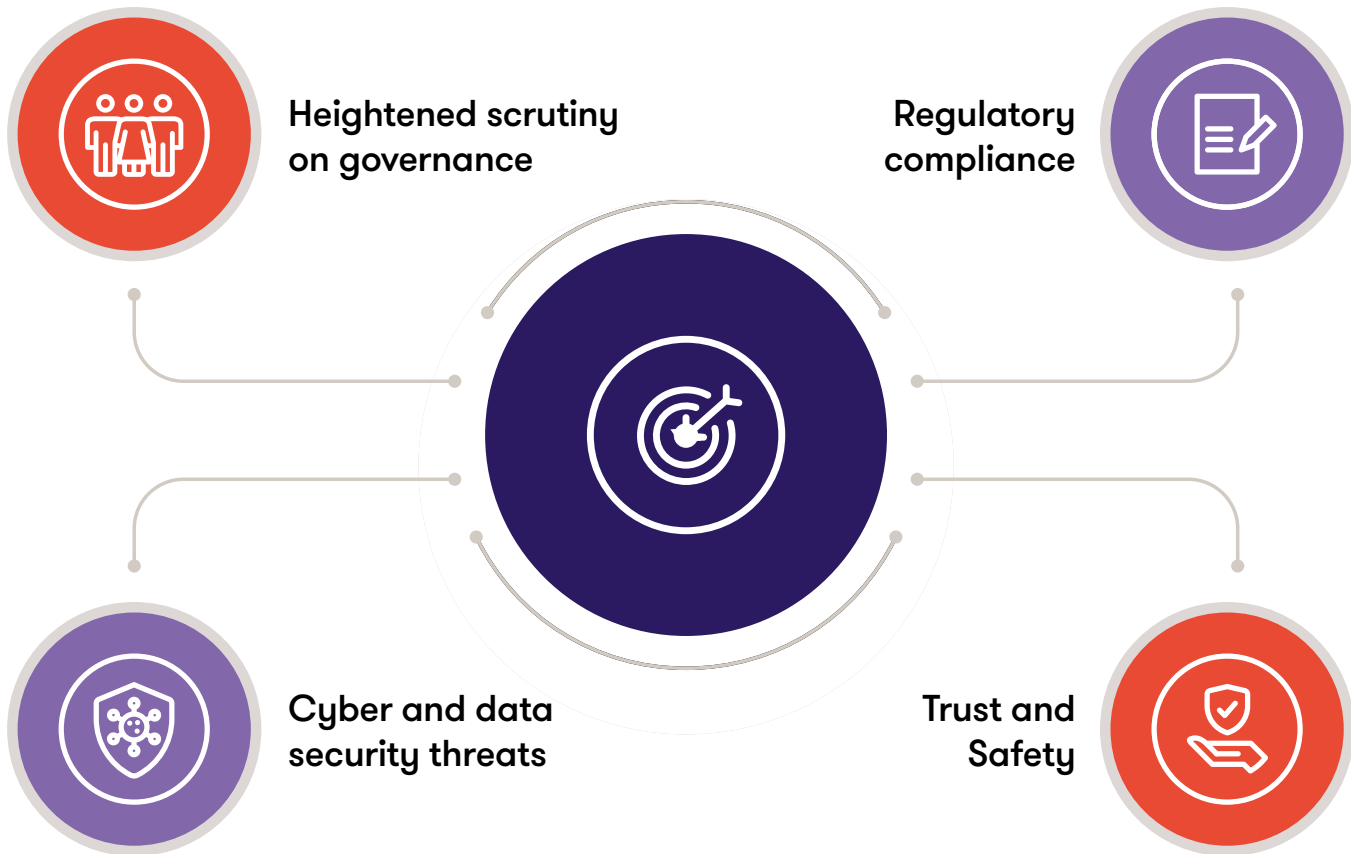 Heightened scrutiny
on governance
Regulatory
compliance
Cyber and data
security threats
Trust and
Safety